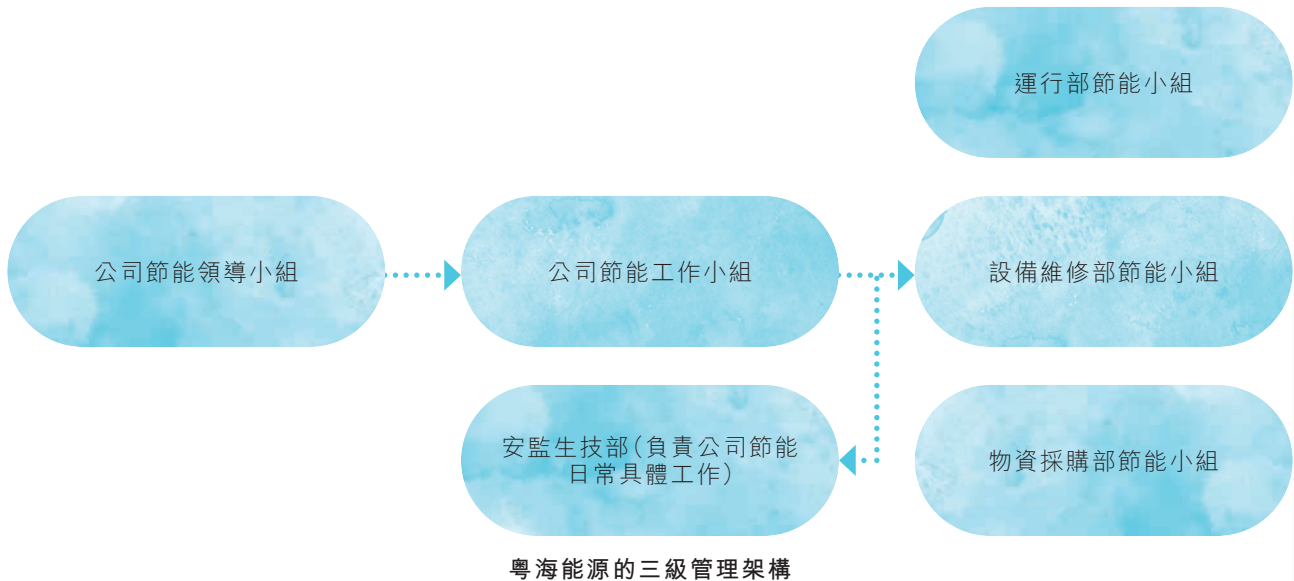 運行部節能小組
公司節能領導小組
公司節能工作小組
設備維修部節能小組
安監生技部(負責公司節能
日常具體工作)
物資採購部節能小組
粵海能源的三級管理架構